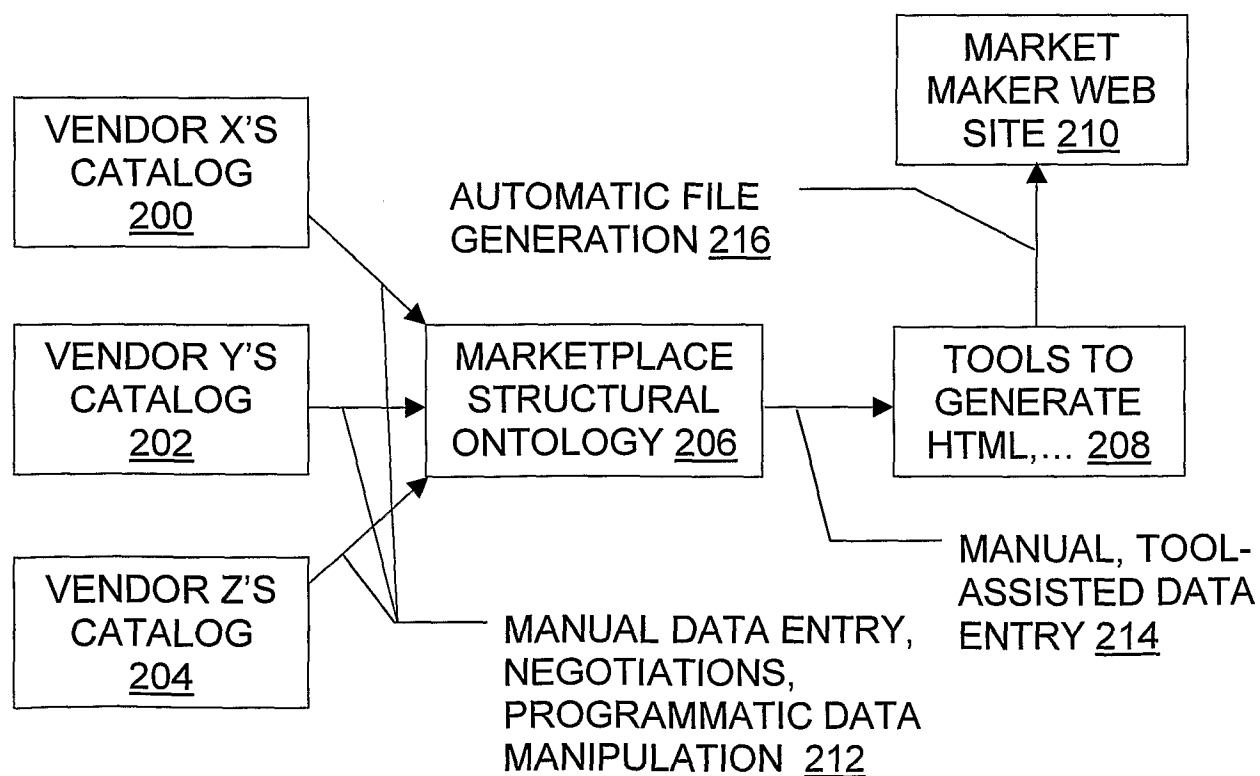 MARKET
MAKER WEB
SITE 210
VENDOR X'S
CATALOG
200
AUTOMATIC FILE
GENERATION 216
VENDOR Y'S
CATALOG
202
MARKETPLACE
STRUCTURAL
ONTOLOGY 206
TOOLS TO
GENERATE
HTML,... 208
VENDOR Z'S
CATALOG
204
MANUAL DATA ENTRY,
NEGOTIATIONS,
PROGRAMMATIC DATA
MANIPULATION 212
MANUAL, TOOL-
ASSISTED DATA
ENTRY 214